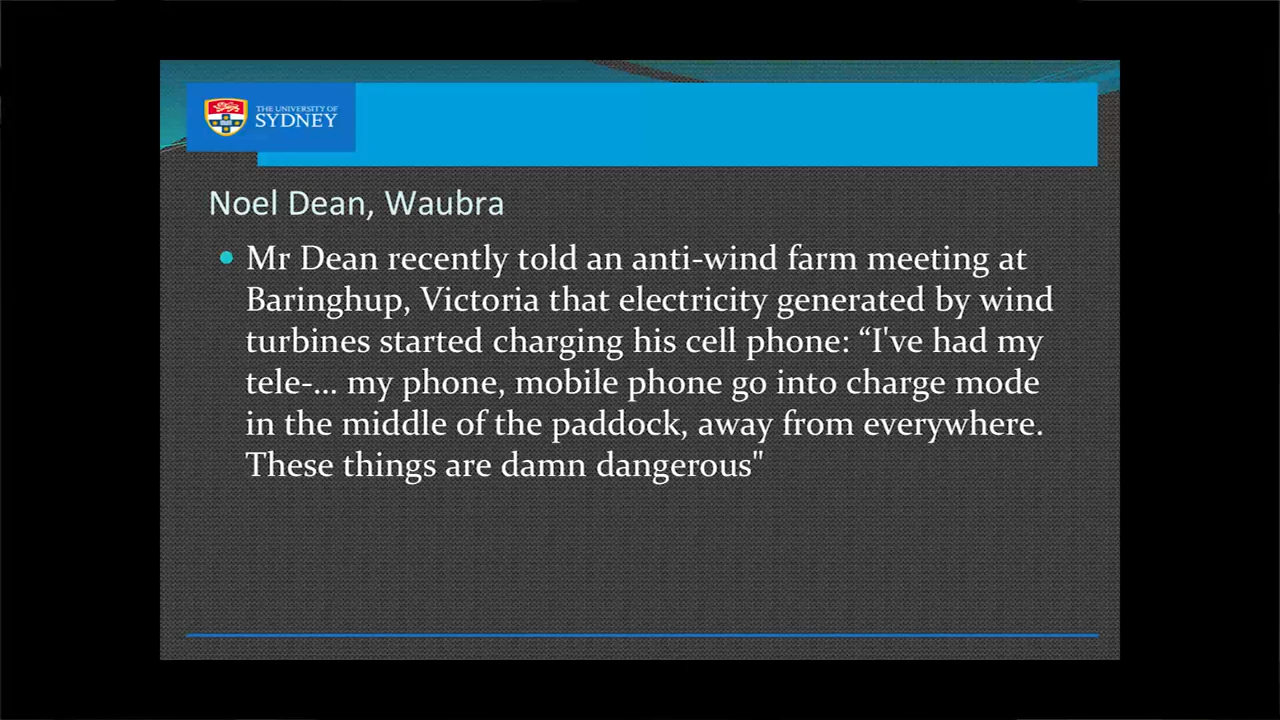 THE UNIVERSITY OF
SYDNEY
Noel Dean, Waubra
• Mr Dean recently told an anti-wind farm meeting at
Baringhup, Victoria that electricity generated by wind
turbines started charging his cell phone: “I've had my
tele-... my phone, mobile phone go into charge mode
in the middle of the paddock, away from everywhere.
These things are damn dangerous"